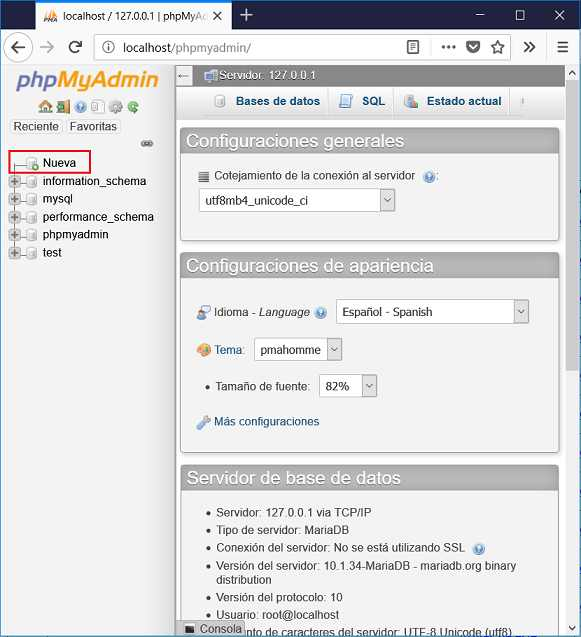 localhost / 127.0.0.1 | phpMyAdm
localhost/phpmyadmin/
phpMyAdmin
Reciente Favoritas
Nueva
information_schema
mysql
performance_schema
phpmyadmin
test
Servidor: 127.0.0.1
Bases de datos SQL Estado actual
Configuraciones generales
Cotejamiento de la conexión al servidor :
utf8mb4_unicode_ci
Configuraciones de apariencia
Idioma - Language Español - Spanish
Tema: pmahomme
• Tamaño de fuente: 82%
Más configuraciones
Servidor de base de datos
• Servidor: 127.0.0.1 via TCP/IP
• Tipo de servidor: MariaDB
• Conexión del servidor: No se está utilizando SSL
• Versión del servidor: 10.1.34-MariaDB - mariadb.org binary
distribution
• Versión del protocolo: 10
• Usuario: root@localhost
Consola
nto de caracteres del servidor: UTF-8 Unicode (utf8)